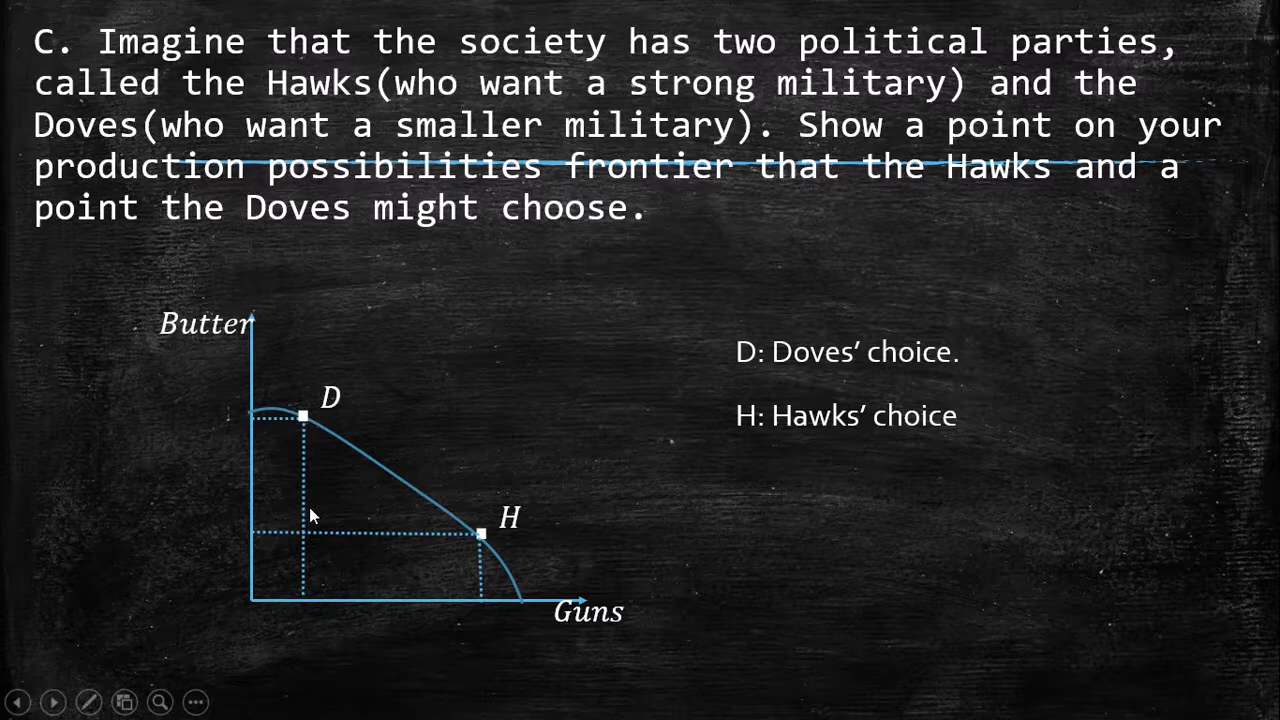 C. Imagine that the society has two political parties,
called the Hawks(who want a strong military) and the
Doves(who want a smaller military). Show a point on your
production possibilities frontier that the Hawks and a
point the Doves might choose.
Butter
D
H
Guns
D: Doves’ choice.
H: Hawks’ choice